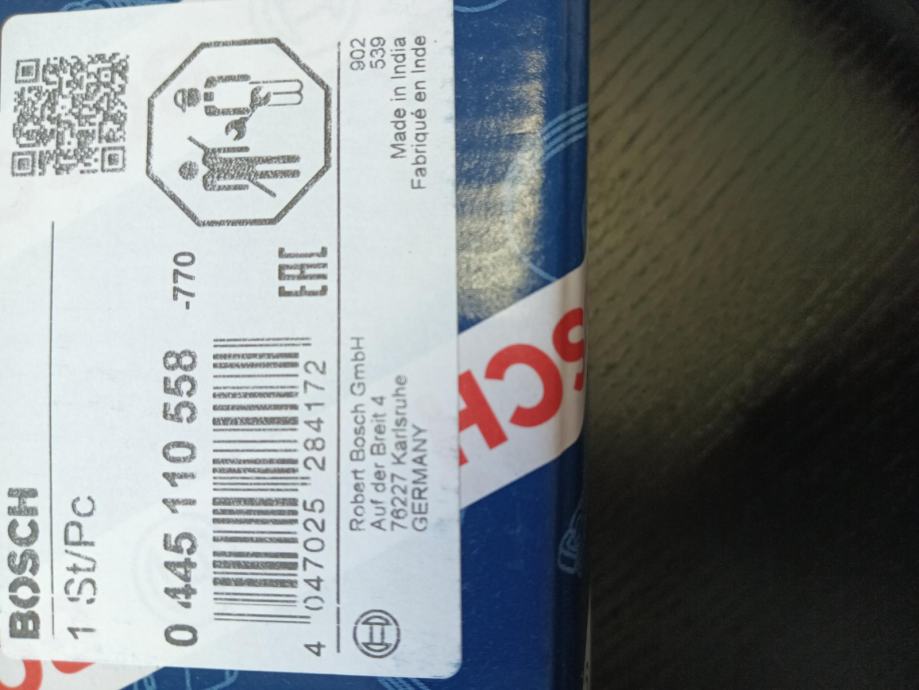 BOSCH
1 St/Pc
0 445 110 558 -770
4 047025 284172
EAC
Robert Bosch GmbH
Auf der Breit 4
76227 Karlsruhe
GERMANY
902
539
Made in India
Fabriqué en Inde
SCH